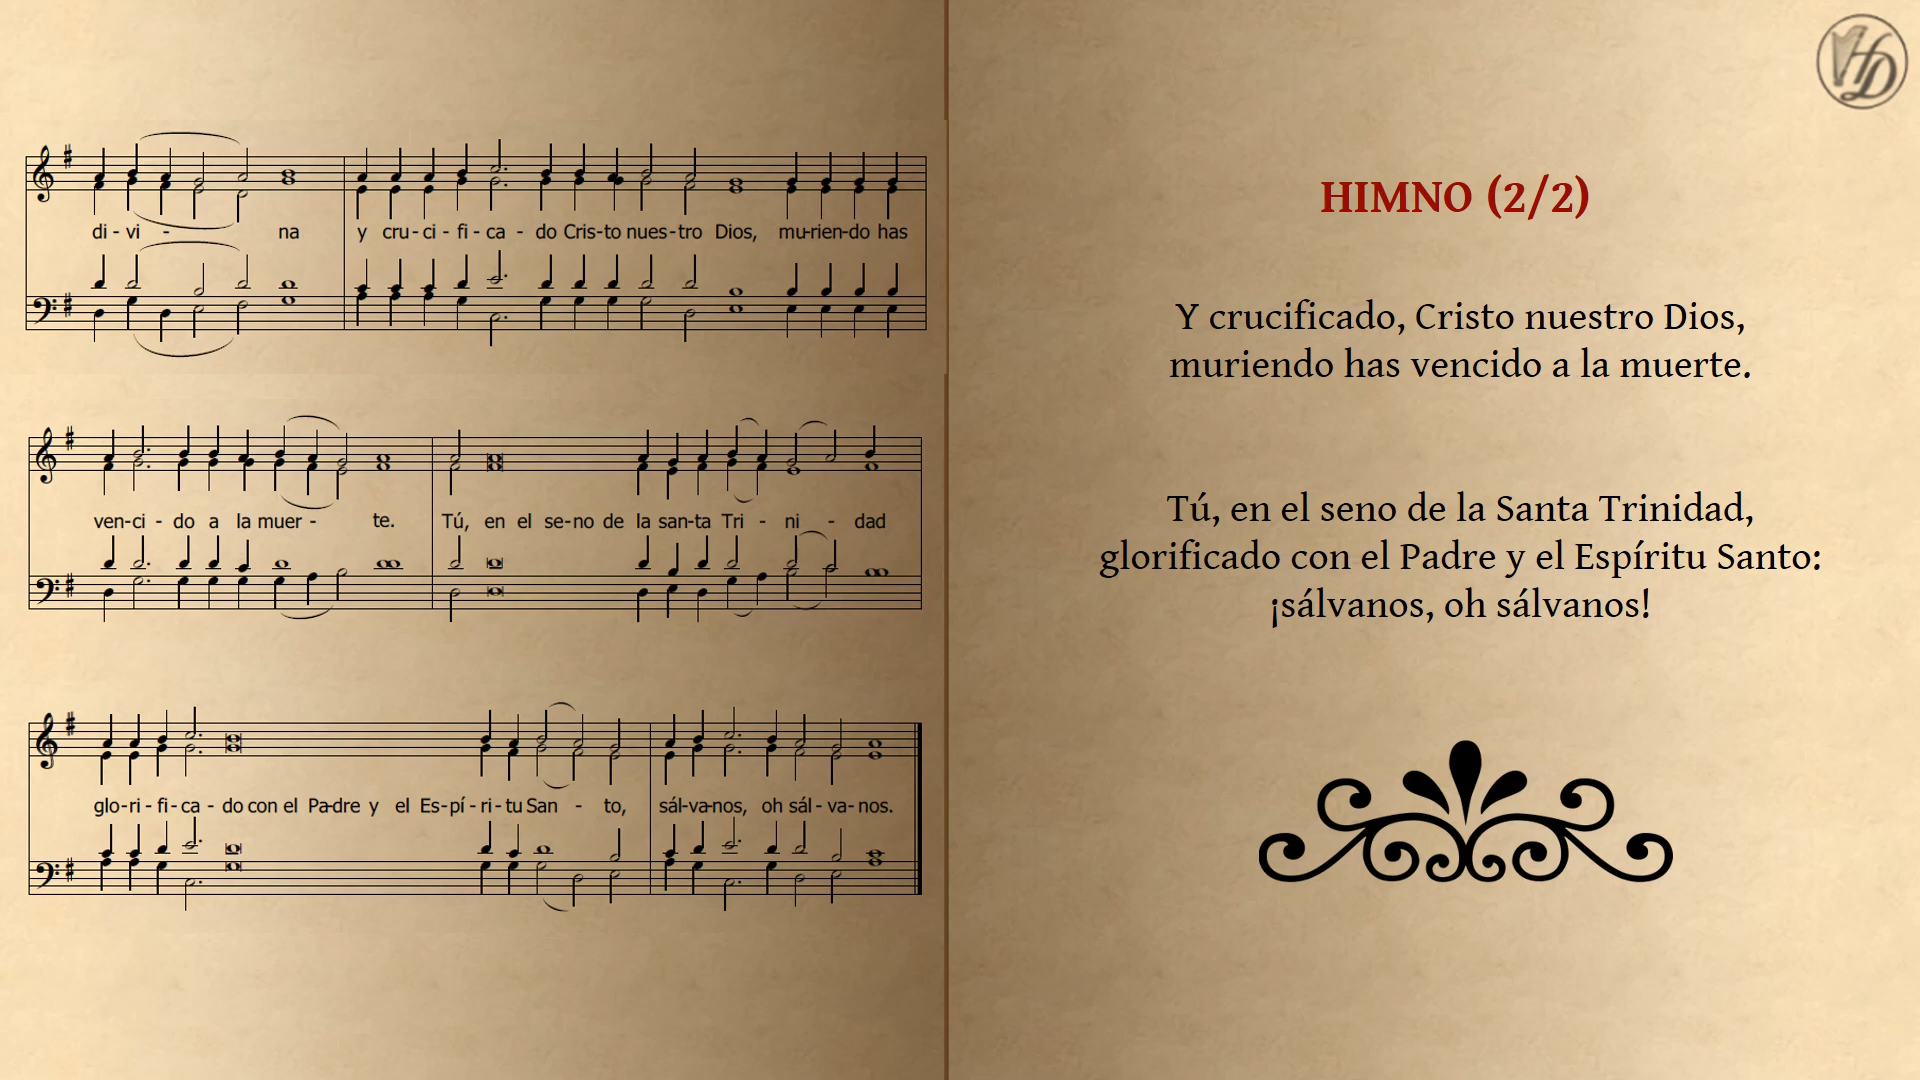 di - vi - na y cru - ci - fi - ca - do Cris - to nues - tro Dios, mu-rien-do has
ven-ci - do a la muer - te. Tú, en el se-no de la san-ta Tri - ni - dad
glo-ri - fi - ca - do con el Pa-dre y el Es-pí - ri - tu San - to, sál-va-nos, oh sál - va - nos.
HIMNO (2/2)
Y crucificado, Cristo nuestro Dios,
muriendo has vencido a la muerte.
Tú, en el seno de la Santa Trinidad,
glorificado con el Padre y el Espíritu Santo:
¡sálvanos, oh sálvanos!
HD